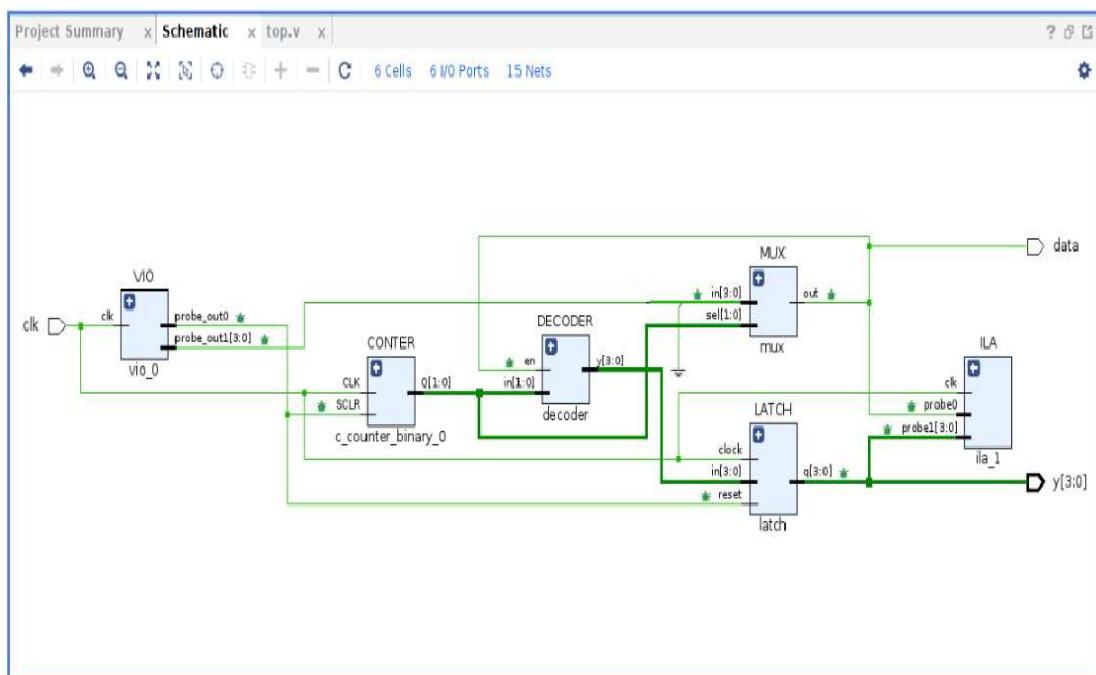 Project Summary x Schematic x top.v x
?
6 Cells 6 I/O Ports 15 Nets
clk
VIO
clk
probe_out0
probe_out1[3:0]
vio_0
CONTER
CLK
SCLR
Q[1:0]
c_counter_binary_0
DECODER
en
in[1:0]
y[3:0]
decoder
MUX
in[3:0]
sel[1:0]
out
mux
LATCH
clock
in[3:0]
reset
q[3:0]
latch
ILA
clk
probe0
probe1[3:0]
ila_1
data
y[3:0]